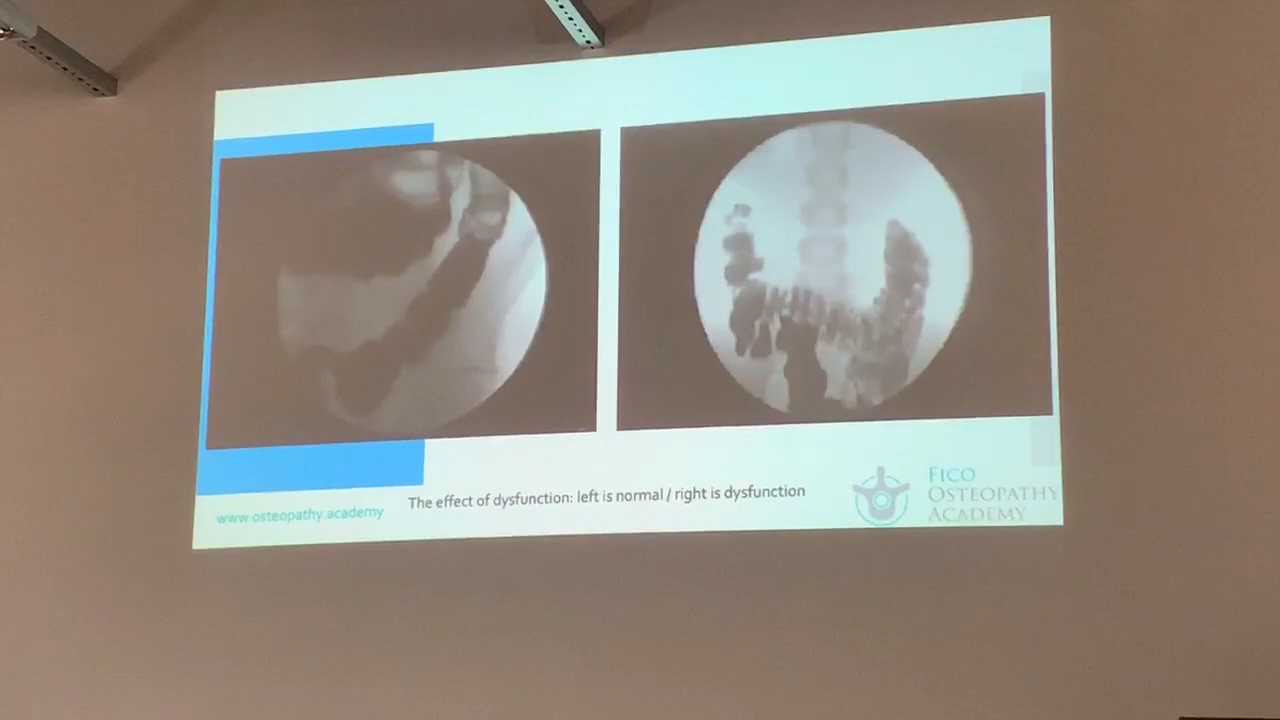 The effect of dysfunction: left is normal / right is dysfunction
www.osteopathy.academy
FICO
OSTEOPATHY
ACADEMY